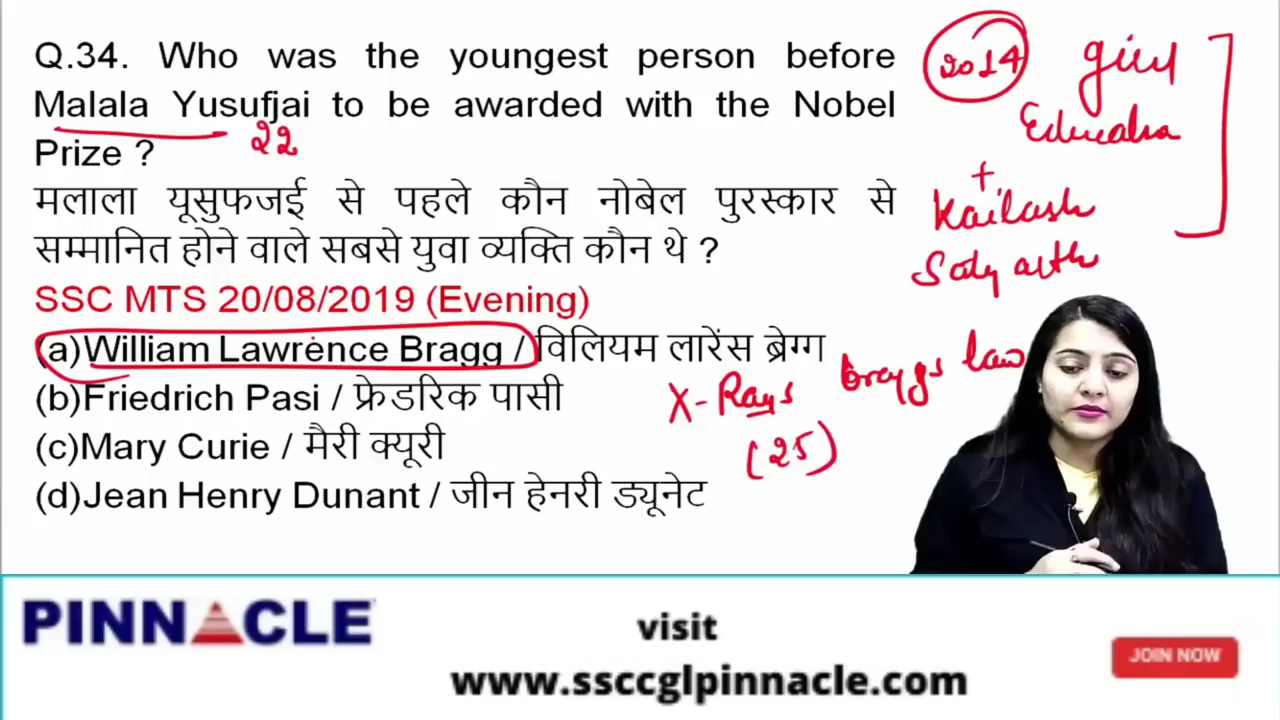 Q.34. Who was the youngest person before
Malala Yusufjai to be awarded with the Nobel
Prize ?
22
मलाला यूसुफजई से पहले कौन नोबेल पुरस्कार से
सम्मानित होने वाले सबसे युवा व्यक्ति कौन थे ?
SSC MTS 20/08/2019 (Evening)
(a)William Lawrence Bragg / विलियम लारेंस ब्रेग्ग
(b)Friedrich Pasi / फ्रेडरिक पासी
(c)Mary Curie / मैरी क्यूरी
(d)Jean Henry Dunant / जीन हेनरी ड्यूनेट
2014
girl
+
Kailash
braggs law
X-Rays
(25)
PINNACLE
visit
www.ssccglpinnacle.com
JOIN NOW